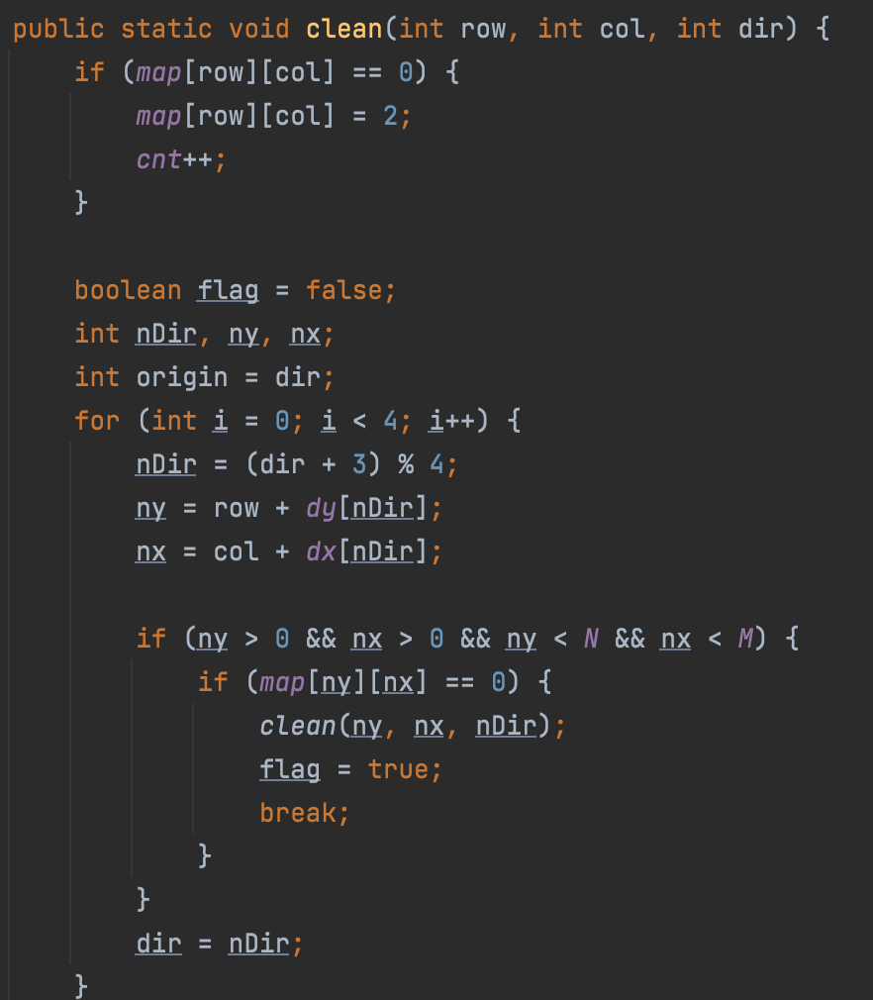 public static void clean(int row, int col, int dir) {
    if (map[row][col] == 0) {
        map[row][col] = 2;
        cnt++;
    }

    boolean flag = false;
    int nDir, ny, nx;
    int origin = dir;
    for (int i = 0; i < 4; i++) {
        nDir = (dir + 3) % 4;
        ny = row + dy[nDir];
        nx = col + dx[nDir];

        if (ny > 0 && nx > 0 && ny < N && nx < M) {
            if (map[ny][nx] == 0) {
                clean(ny, nx, nDir);
                flag = true;
                break;
            }
        }
        dir = nDir;
    }